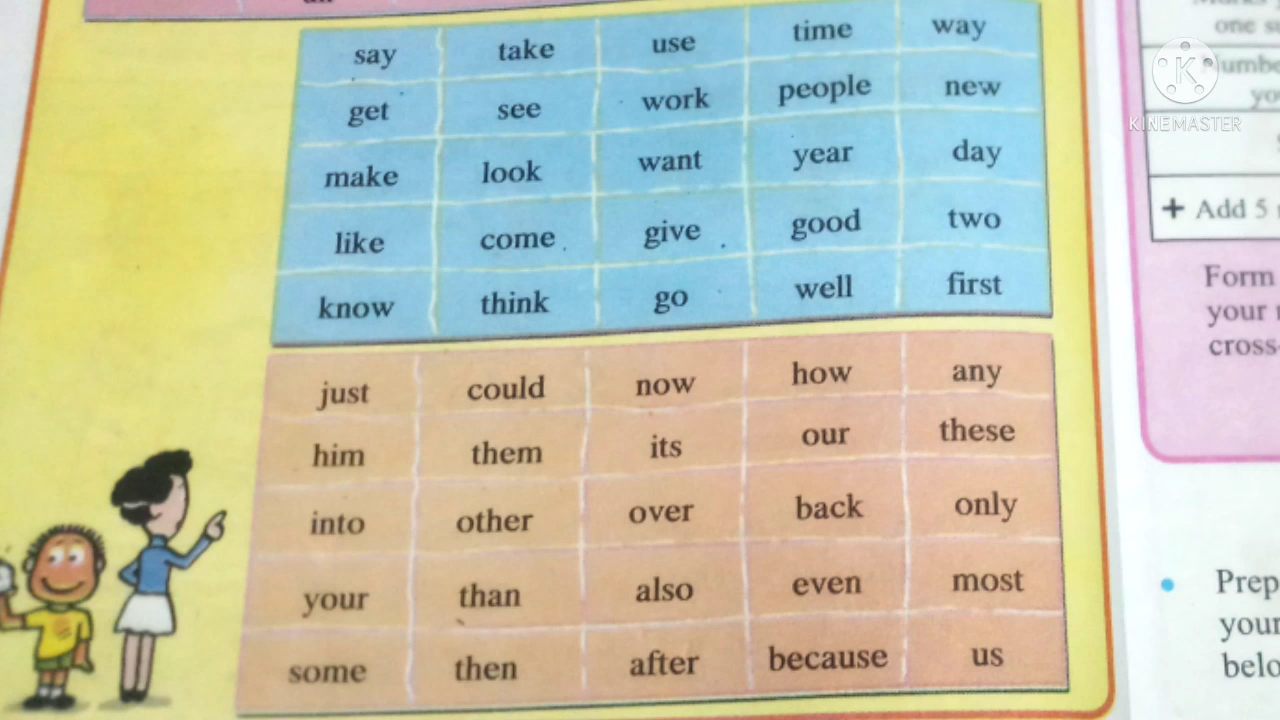 say take use time way
get see work people new
make look want year day
like come give good two
know think go well first
just could now how any
him them its our these
into other over back only
your than also even most
some then after because us
one
K
KINEMASTER
+ Add 5
Form
your
cross-
• Prep
your
belo